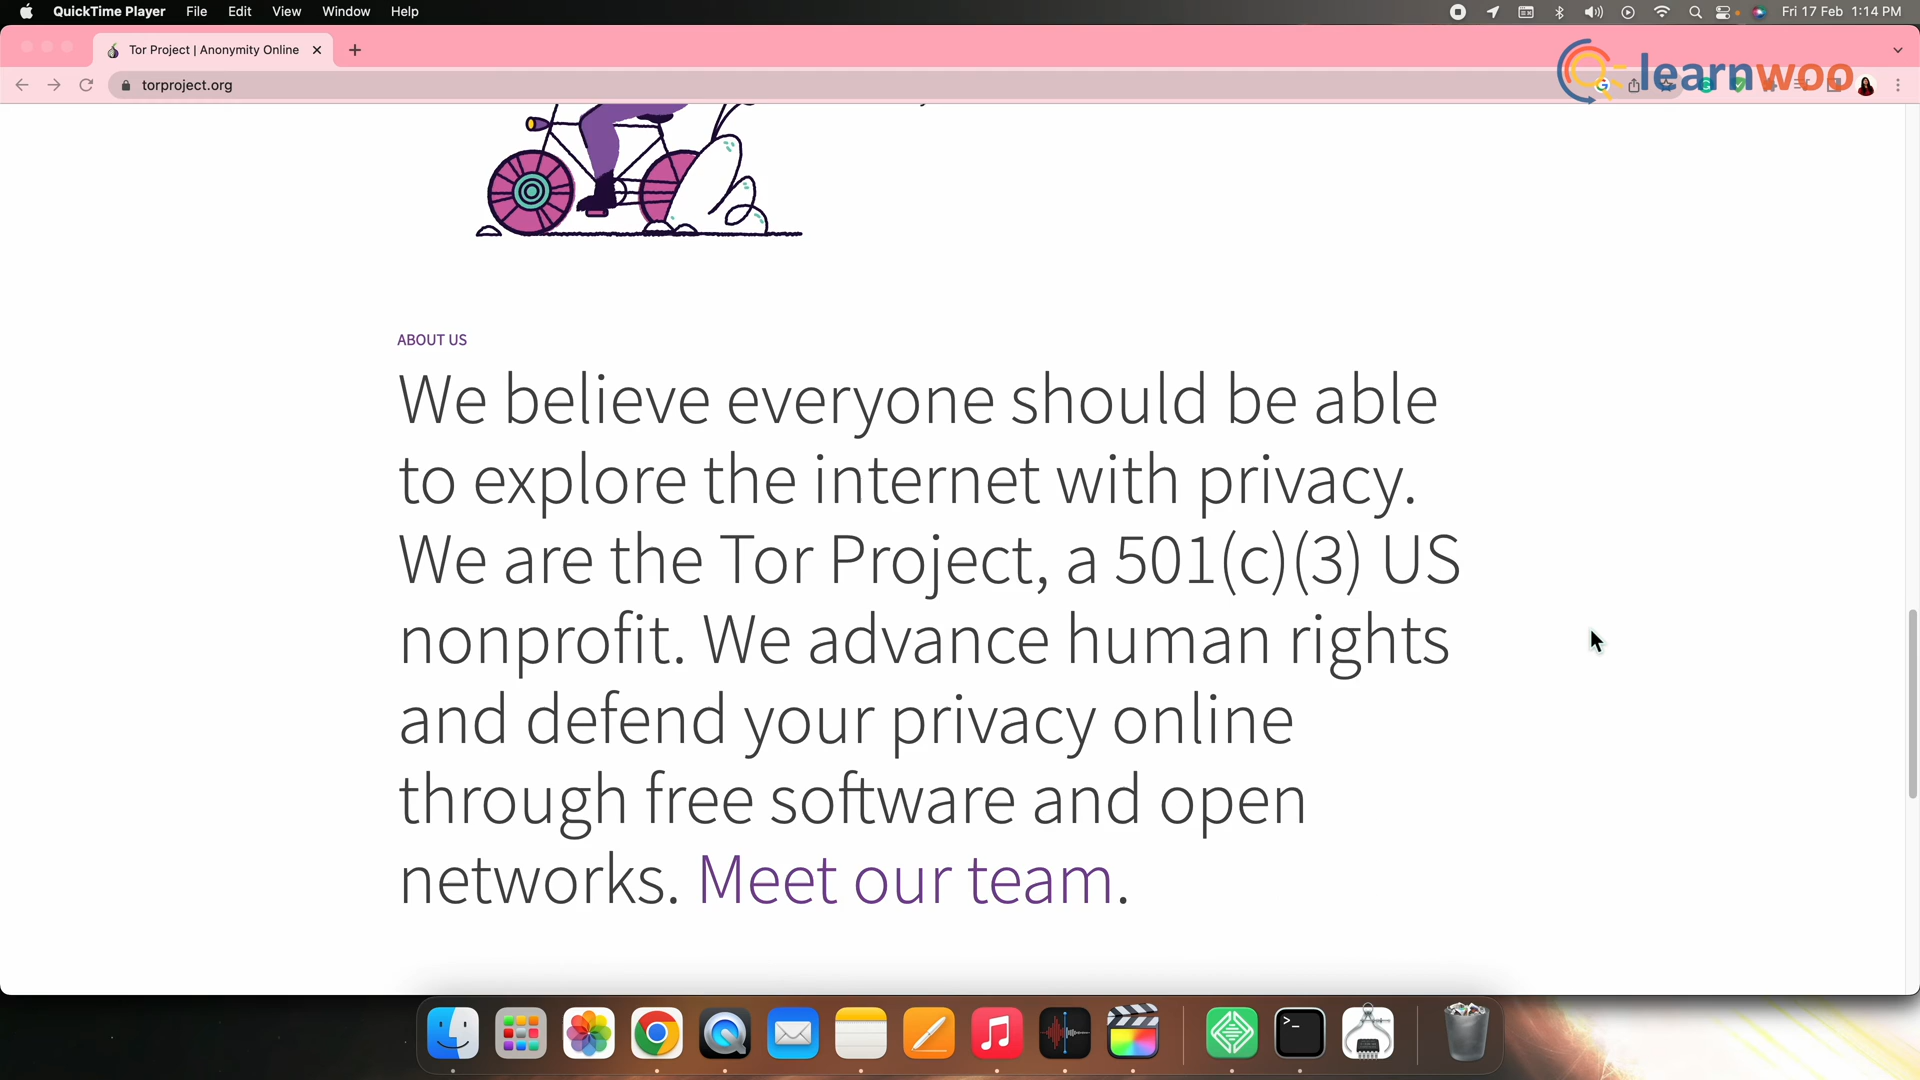 QuickTime Player File Edit View Window Help
Fri 17 Feb 1:14 PM
Tor Project | Anonymity Online
torproject.org
learnwoo
ABOUT US
We believe everyone should be able
to explore the internet with privacy.
We are the Tor Project, a 501(c)(3) US
nonprofit. We advance human rights
and defend your privacy online
through free software and open
networks. Meet our team.